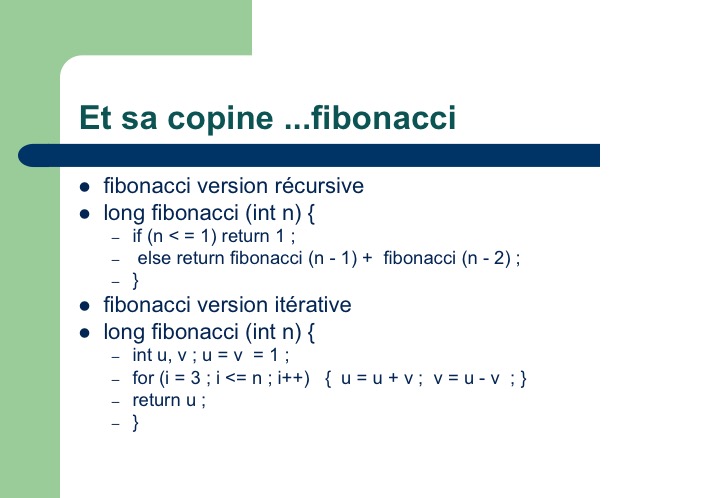 Et sa copine ...fibonacci
● fibonacci version récursive
● long fibonacci (int n) {
– if (n < = 1) return 1 ;
– else return fibonacci (n - 1) + fibonacci (n - 2) ;
– }
● fibonacci version itérative
● long fibonacci (int n) {
– int u, v ; u = v = 1 ;
– for (i = 3 ; i <= n ; i++) { u = u + v ; v = u - v ; }
– return u ;
– }